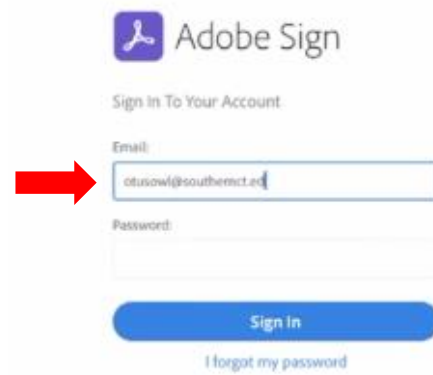 Adobe Sign
Sign In To Your Account
Email:
otusowl@southernct.ed
Password:
Sign In
I forgot my password